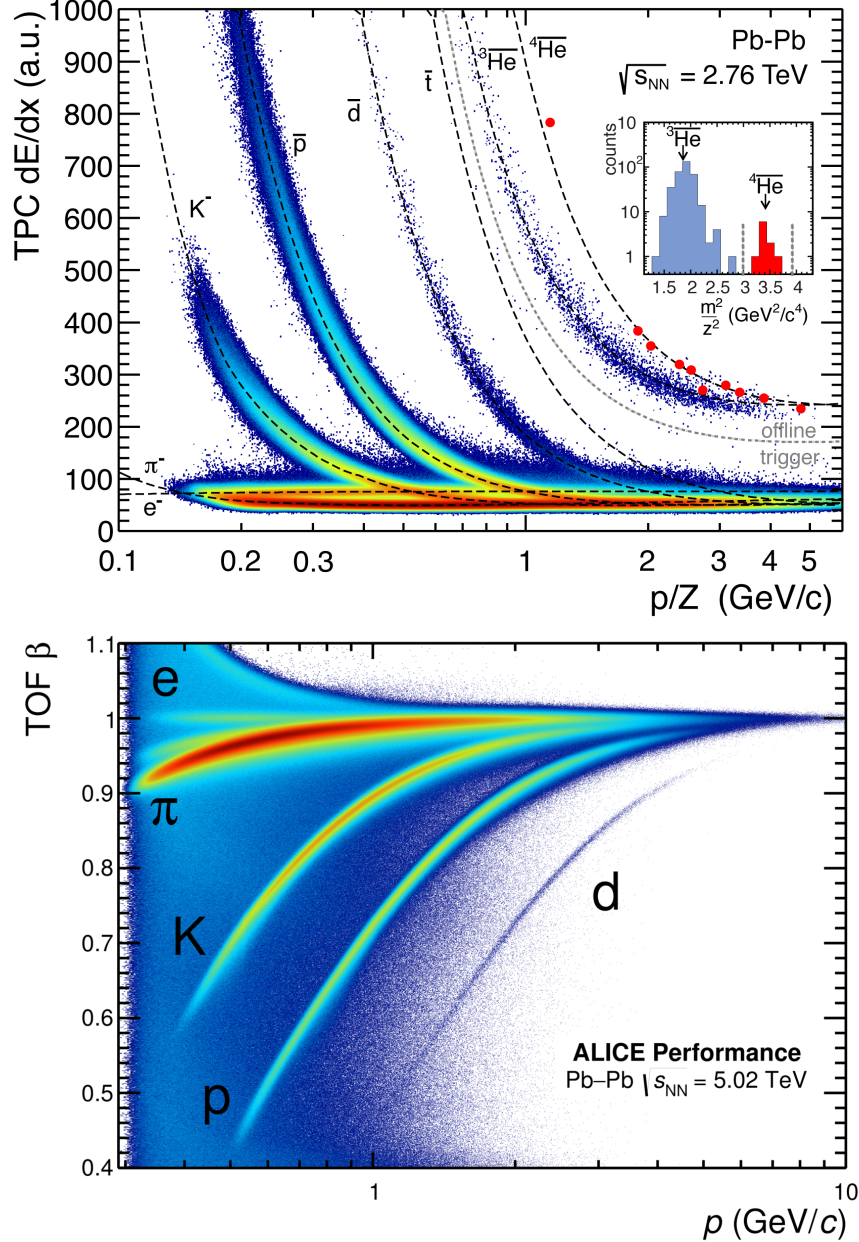 TPC dE/dx (a.u.)
1000
900
800
700
600
500
400
300
200
100
0
K⁻
p̅
d̅
t̅
³H̅e̅
⁴H̅e̅
π⁻
e⁻
Pb-Pb
√sNN = 2.76 TeV
counts
10
10²
10
1
³H̅e̅
⁴H̅e̅
1.5 2 2.5 3 3.5 4
m²/z² (GeV²/c⁴)
offline
trigger
0.1 0.2 0.3 1 2 3 4 5
p/Z (GeV/c)
TOF β
1.1
1
0.9
0.8
0.7
0.6
0.5
0.4
e
π
K
p
d
ALICE Performance
Pb–Pb √sNN = 5.02 TeV
1 10
p (GeV/c)